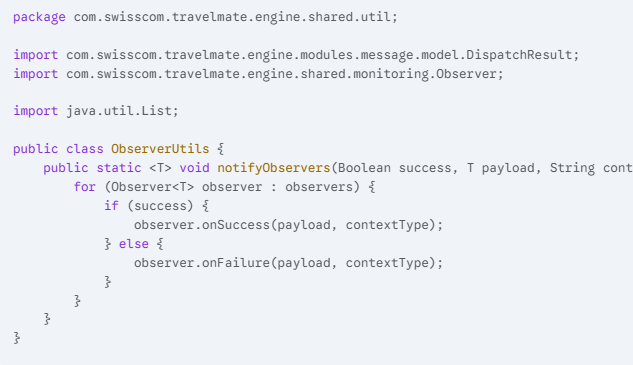 package com.swisscom.travelmate.engine.shared.util;

import com.swisscom.travelmate.engine.modules.message.model.DispatchResult;
import com.swisscom.travelmate.engine.shared.monitoring.Observer;

import java.util.List;

public class ObserverUtils {
    public static <T> void notifyObservers(Boolean success, T payload, String cont
        for (Observer<T> observer : observers) {
            if (success) {
                observer.onSuccess(payload, contextType);
            } else {
                observer.onFailure(payload, contextType);
            }
        }
    }
}